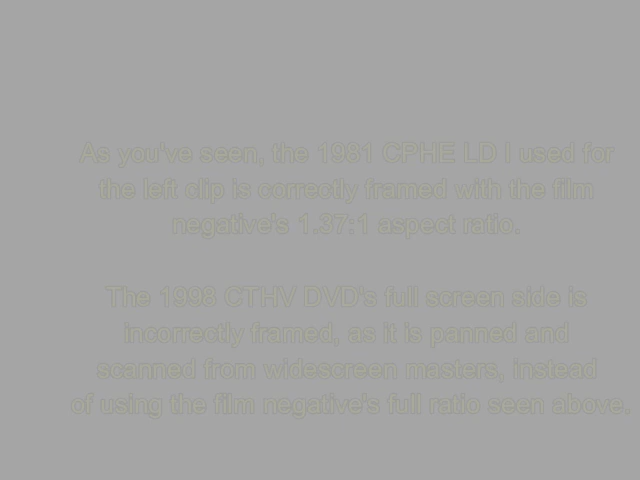 As you've seen, the 1981 CPHE LD I used for
the left clip is correctly framed with the film
negative's 1.37:1 aspect ratio.
The 1998 CTHV DVD's full screen side is
incorrectly framed, as it is panned and
scanned from widescreen masters, instead
of using the film negative's full ratio seen above.